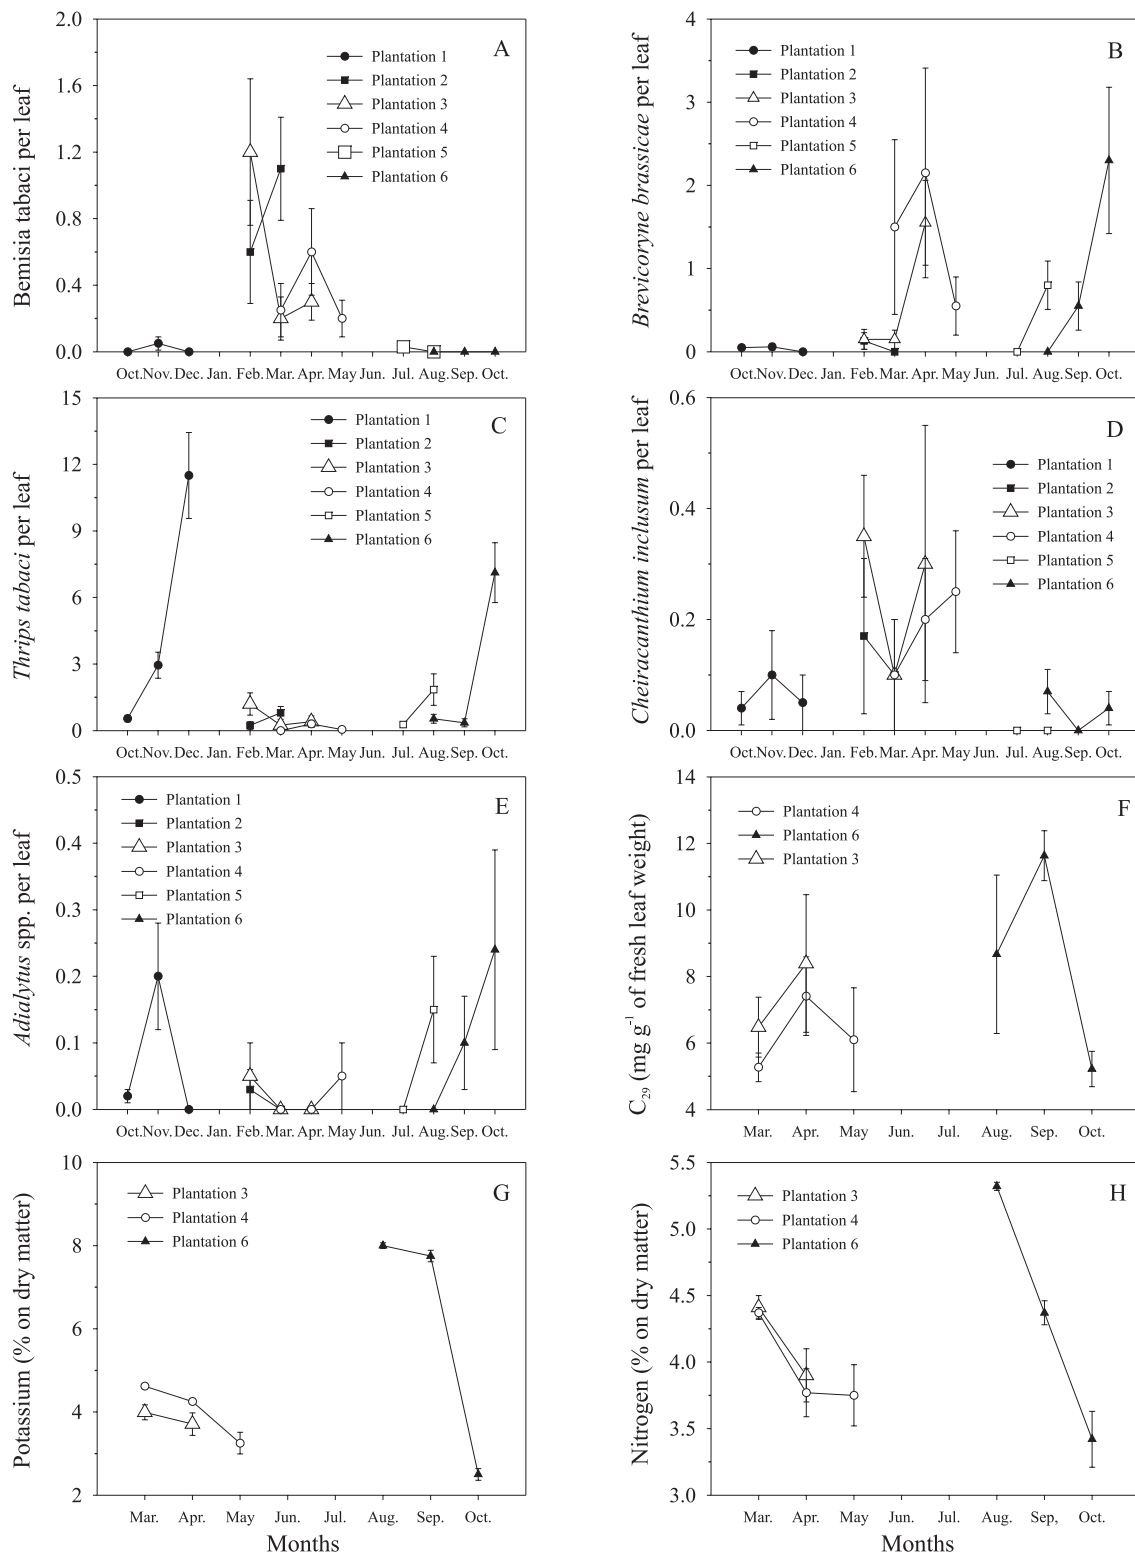 A
Bemisia tabaci per leaf
2.0
1.6
1.2
0.8
0.4
0.0
Plantation 1
Plantation 2
Plantation 3
Plantation 4
Plantation 5
Plantation 6
Oct. Nov. Dec. Jan. Feb. Mar. Apr. May Jun. Jul. Aug. Sep. Oct.
B
Brevicoryne brassicae per leaf
4
3
2
1
0
Plantation 1
Plantation 2
Plantation 3
Plantation 4
Plantation 5
Plantation 6
Oct. Nov. Dec. Jan. Feb. Mar. Apr. May Jun. Jul. Aug. Sep. Oct.
C
Thrips tabaci per leaf
15
12
9
6
3
0
Plantation 1
Plantation 2
Plantation 3
Plantation 4
Plantation 5
Plantation 6
Oct. Nov. Dec. Jan. Feb. Mar. Apr. May Jun. Jul. Aug. Sep. Oct.
D
Cheiracanthium inclusum per leaf
0.6
0.4
0.2
0.0
Plantation 1
Plantation 2
Plantation 3
Plantation 4
Plantation 5
Plantation 6
Oct. Nov. Dec. Jan. Feb. Mar. Apr. May Jun. Jul. Aug. Sep. Oct.
E
Adialytus spp. per leaf
0.5
0.4
0.3
0.2
0.1
0.0
Plantation 1
Plantation 2
Plantation 3
Plantation 4
Plantation 5
Plantation 6
Oct. Nov. Dec. Jan. Feb. Mar. Apr. May Jun. Jul. Aug. Sep. Oct.
F
C₂₉ (mg g⁻¹ of fresh leaf weight)
14
12
10
8
6
4
Plantation 4
Plantation 6
Plantation 3
Mar. Apr. May Jun. Jul. Aug. Sep. Oct.
G
Potassium (% on dry matter)
10
8
6
4
2
Plantation 3
Plantation 4
Plantation 6
Mar. Apr. May Jun. Jul. Aug. Sep. Oct.
Months
H
Nitrogen (% on dry matter)
5.5
5.0
4.5
4.0
3.5
3.0
Plantation 3
Plantation 4
Plantation 6
Mar. Apr. May Jun. Jul. Aug. Sep, Oct.
Months